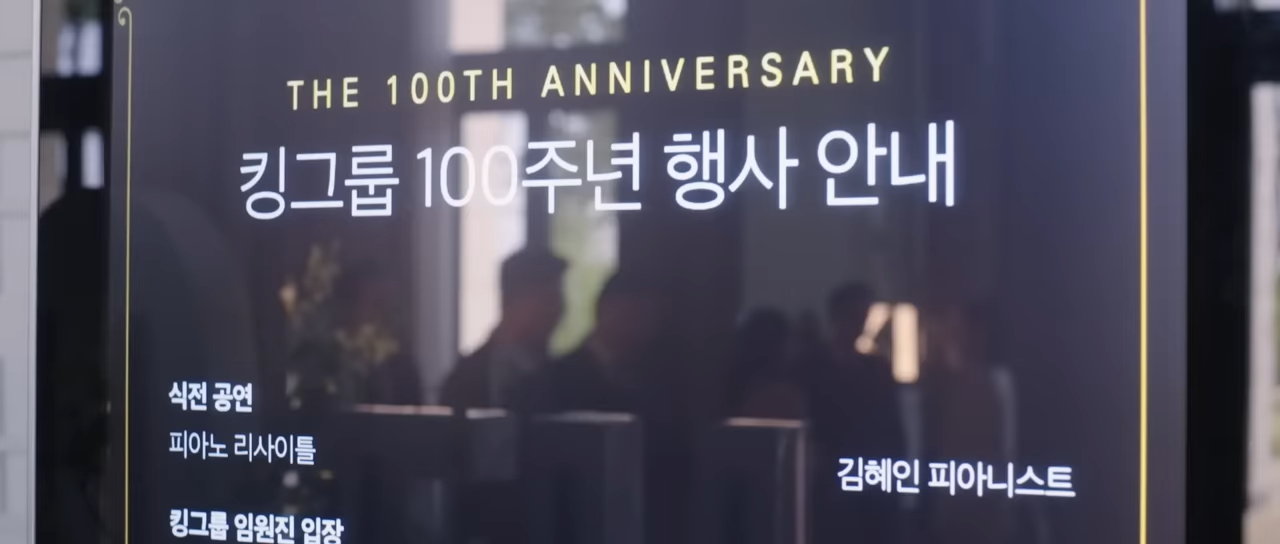 THE 100TH ANNIVERSARY
킹그룹 100주년 행사 안내
식전 공연
피아노 리사이틀
김혜인 피아니스트
킹그룹 임원진 입장